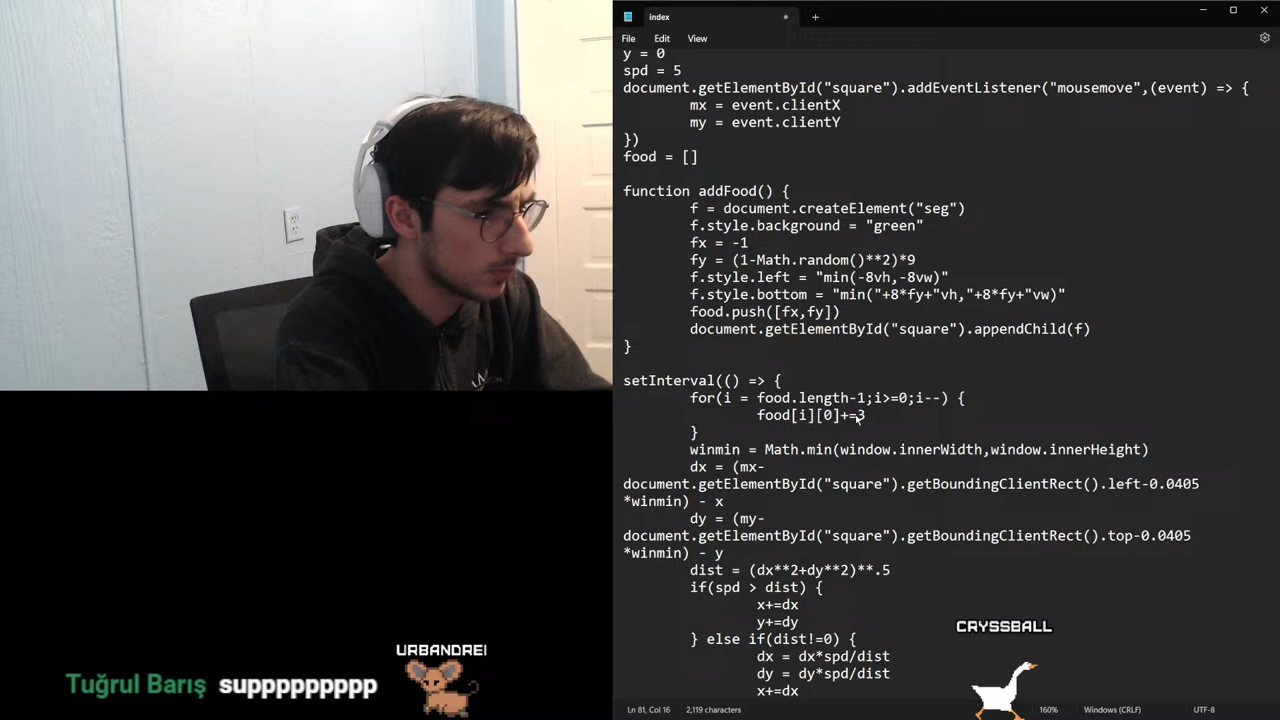 index
File Edit View
y = 0
spd = 5
document.getElementById("square").addEventListener("mousemove",(event) => {
mx = event.clientX
my = event.clientY
})
food = []
function addFood() {
f = document.createElement("seg")
f.style.background = "green"
fx = -1
fy = (1-Math.random()**2)*9
f.style.left = "min(-8vh,-8vw)"
f.style.bottom = "min("+8*fy+"vh,"+8*fy+"vw)"
food.push([fx,fy])
document.getElementById("square").appendChild(f)
}
setInterval(() => {
for(i = food.length-1;i>=0;i--) {
food[i][0]+=3
}
winmin = Math.min(window.innerWidth,window.innerHeight)
dx = (mx-
document.getElementById("square").getBoundingClientRect().left-0.0405
*winmin) - x
dy = (my-
document.getElementById("square").getBoundingClientRect().top-0.0405
*winmin) - y
dist = (dx**2+dy**2)**.5
if(spd > dist) {
x+=dx
y+=dy
} else if(dist!=0) {
dx = dx*spd/dist
dy = dy*spd/dist
x+=dx
CRYSSBALL
URBANDREI
Tuğrul Barış supppppppppp
Ln 81, Col 16 2,119 characters 160% Windows (CRLF) UTF-8